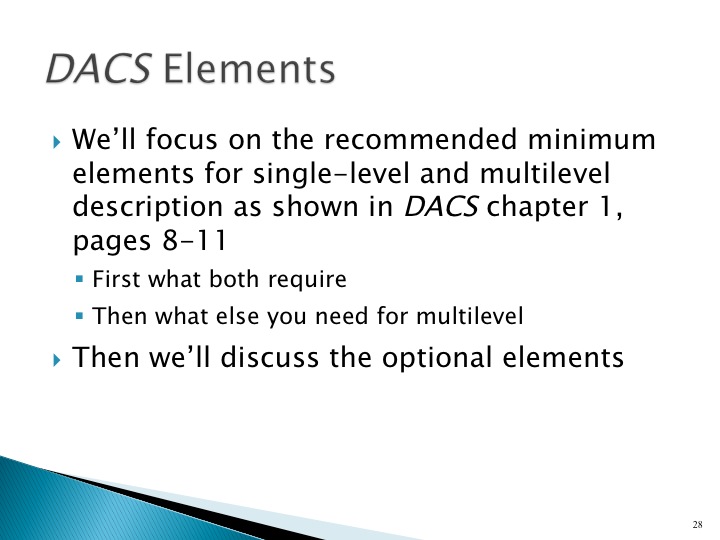 DACS Elements
We’ll focus on the recommended minimum
elements for single-level and multilevel
description as shown in DACS chapter 1,
pages 8-11
First what both require
Then what else you need for multilevel
Then we’ll discuss the optional elements
28